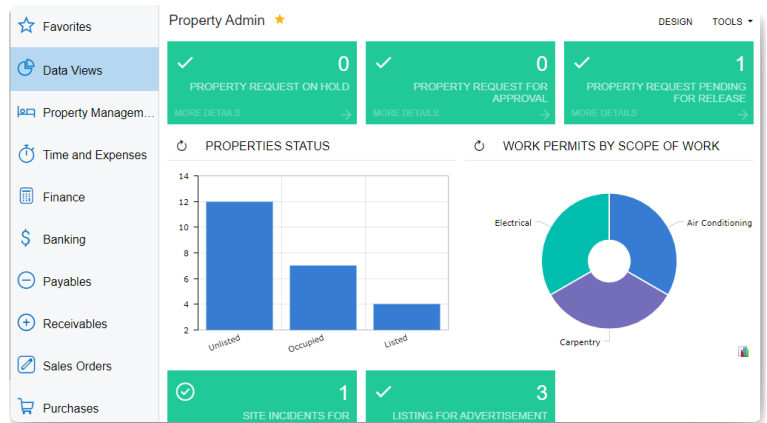 Favorites
Data Views
Property Managem...
Time and Expenses
Finance
Banking
Payables
Receivables
Sales Orders
Purchases
Property Admin
DESIGN
TOOLS
0
PROPERTY REQUEST ON HOLD
MORE DETAILS
0
PROPERTY REQUEST FOR
APPROVAL
MORE DETAILS
1
PROPERTY REQUEST PENDING
FOR RELEASE
MORE DETAILS
PROPERTIES STATUS
14
12
10
8
6
4
2
Unlisted
Occupied
Listed
WORK PERMITS BY SCOPE OF WORK
Electrical
Air Conditioning
Carpentry
1
SITE INCIDENTS FOR
3
LISTING FOR ADVERTISEMENT